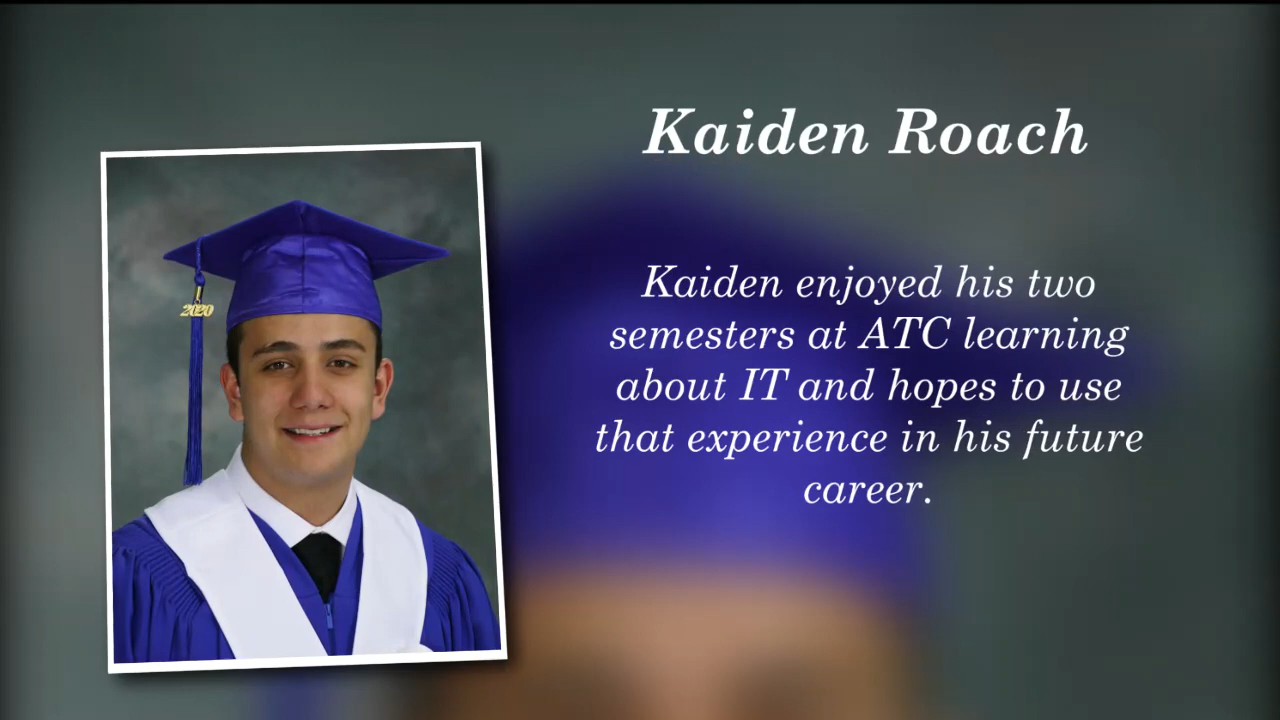 Kaiden Roach
Kaiden enjoyed his two
semesters at ATC learning
about IT and hopes to use
that experience in his future
career.
2020